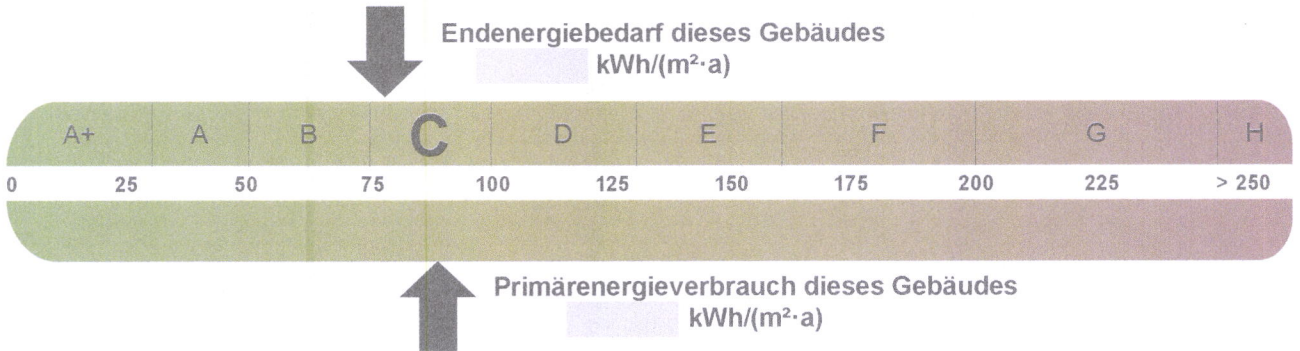 Endenergiebedarf dieses Gebäudes
kWh/(m²·a)
A+ A B C D E F G H
0 25 50 75 100 125 150 175 200 225 > 250
Primärenergieverbrauch dieses Gebäudes
kWh/(m²·a)